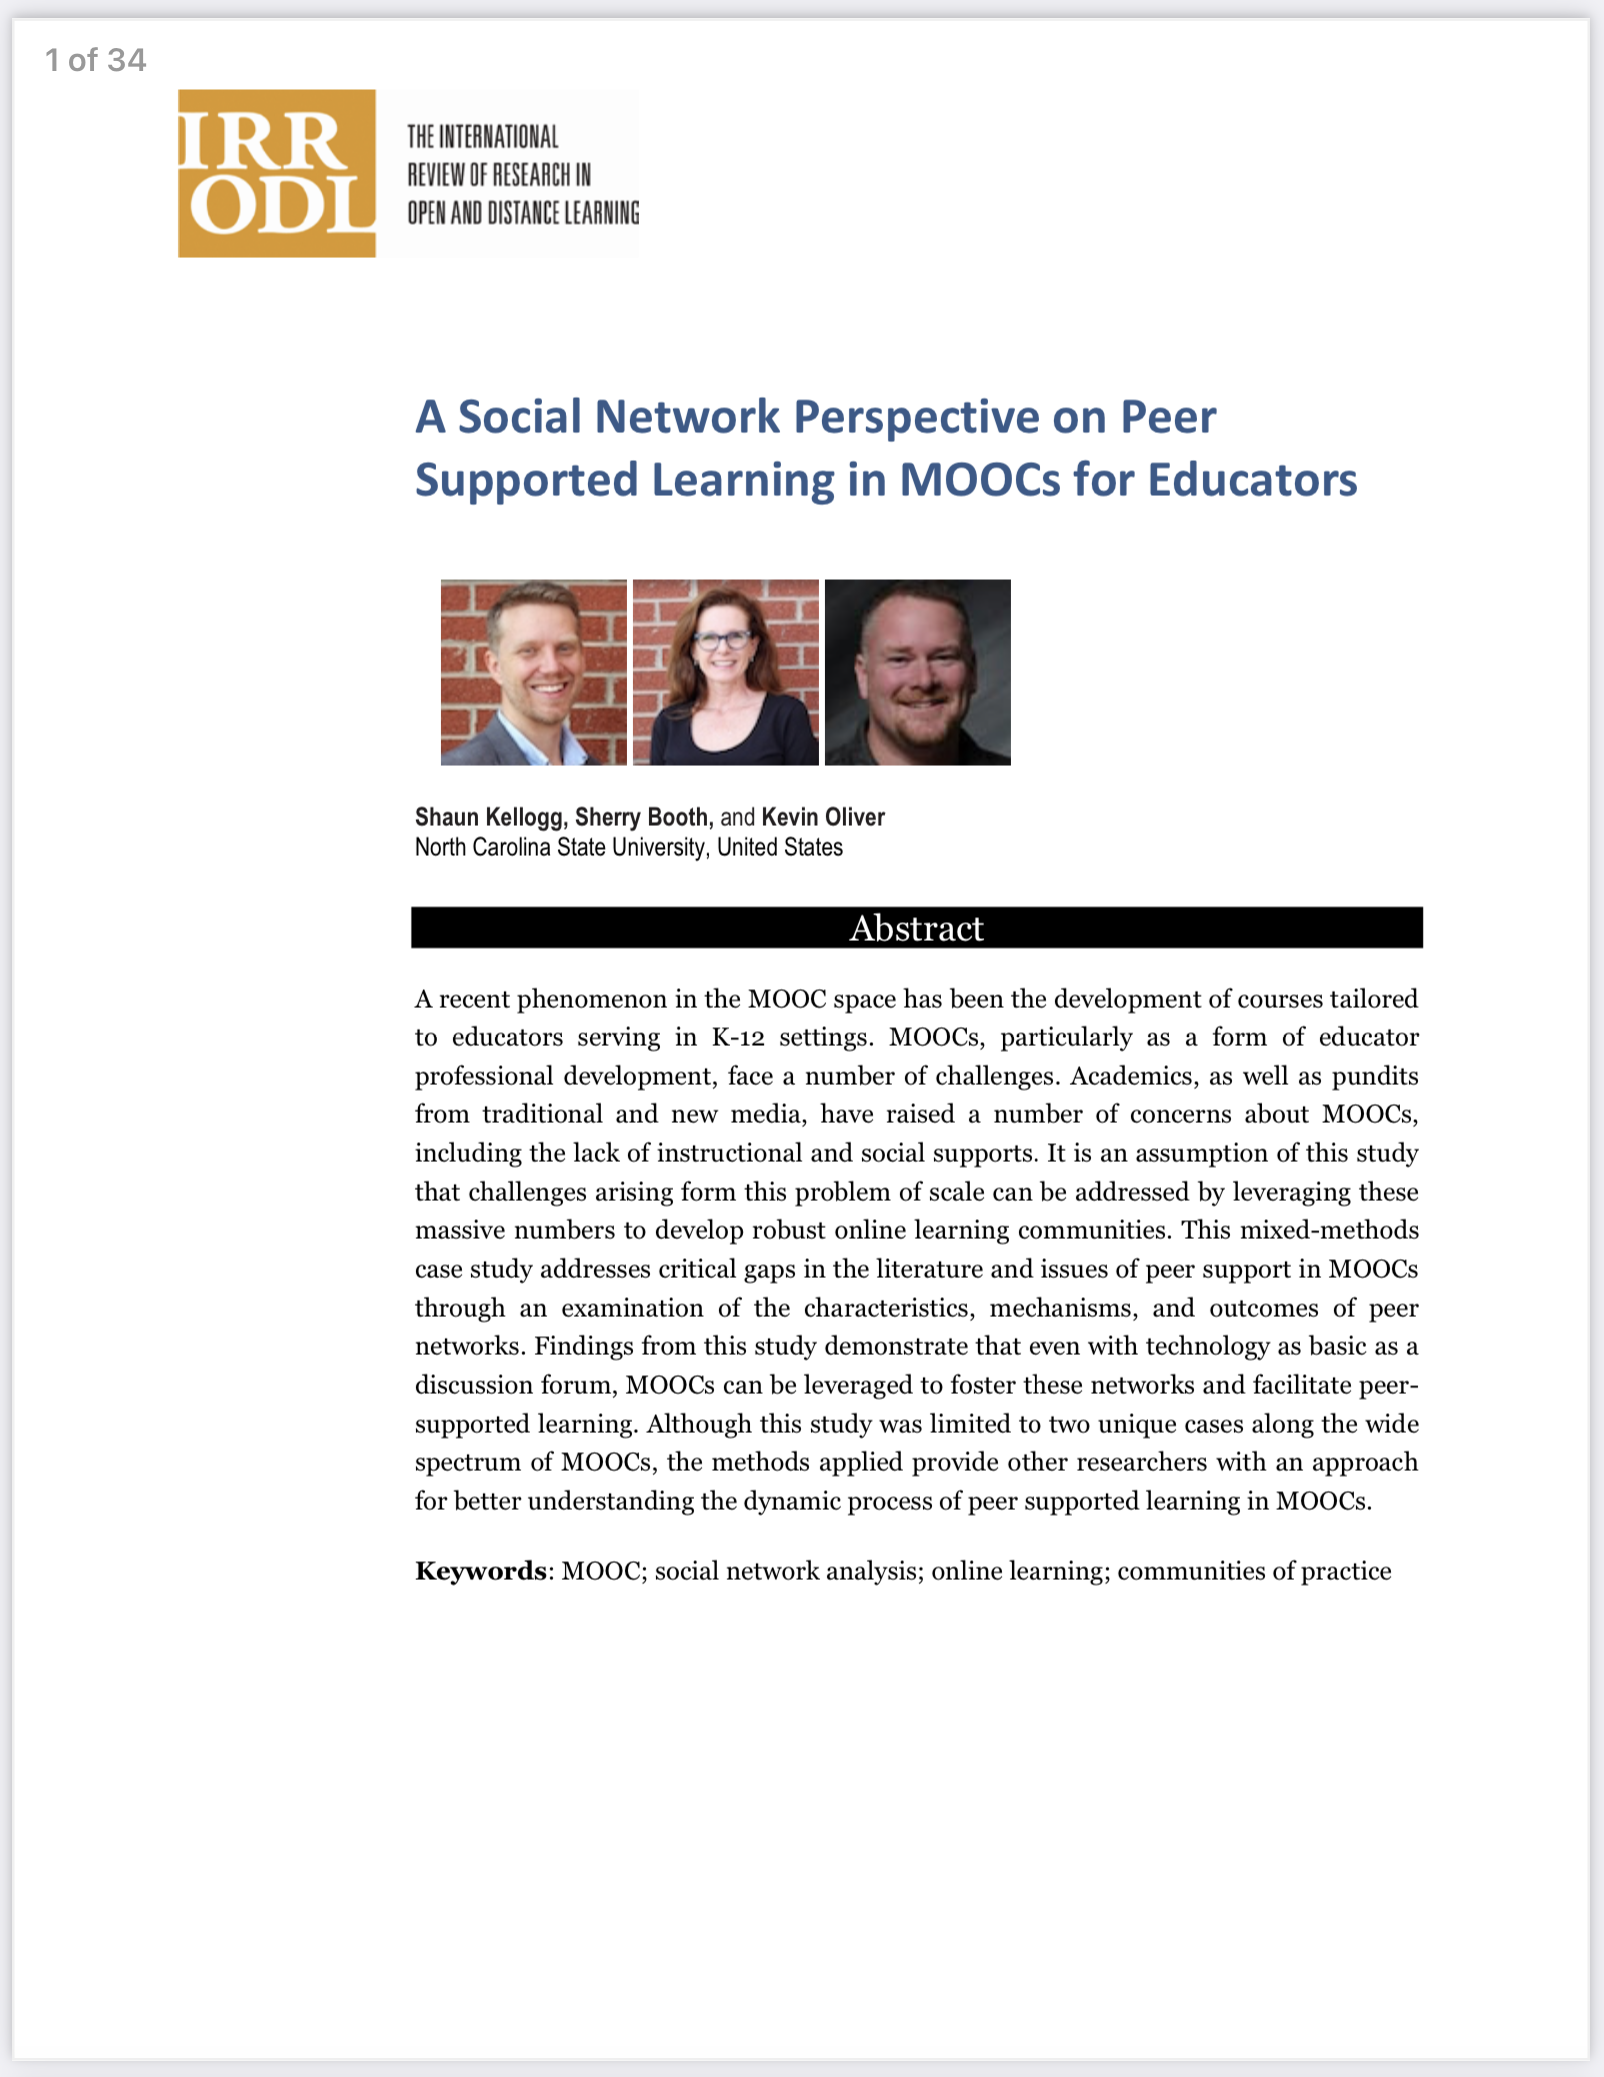 1 of 34
IRR
ODL
THE INTERNATIONAL
REVIEW OF RESEARCH IN
OPEN AND DISTANCE LEARNING
A Social Network Perspective on Peer
Supported Learning in MOOCs for Educators
Shaun Kellogg, Sherry Booth, and Kevin Oliver
North Carolina State University, United States
Abstract
A recent phenomenon in the MOOC space has been the development of courses tailored
to educators serving in K-12 settings. MOOCs, particularly as a form of educator
professional development, face a number of challenges. Academics, as well as pundits
from traditional and new media, have raised a number of concerns about MOOCs,
including the lack of instructional and social supports. It is an assumption of this study
that challenges arising form this problem of scale can be addressed by leveraging these
massive numbers to develop robust online learning communities. This mixed-methods
case study addresses critical gaps in the literature and issues of peer support in MOOCs
through an examination of the characteristics, mechanisms, and outcomes of peer
networks. Findings from this study demonstrate that even with technology as basic as a
discussion forum, MOOCs can be leveraged to foster these networks and facilitate peer-
supported learning. Although this study was limited to two unique cases along the wide
spectrum of MOOCs, the methods applied provide other researchers with an approach
for better understanding the dynamic process of peer supported learning in MOOCs.
Keywords: MOOC; social network analysis; online learning; communities of practice